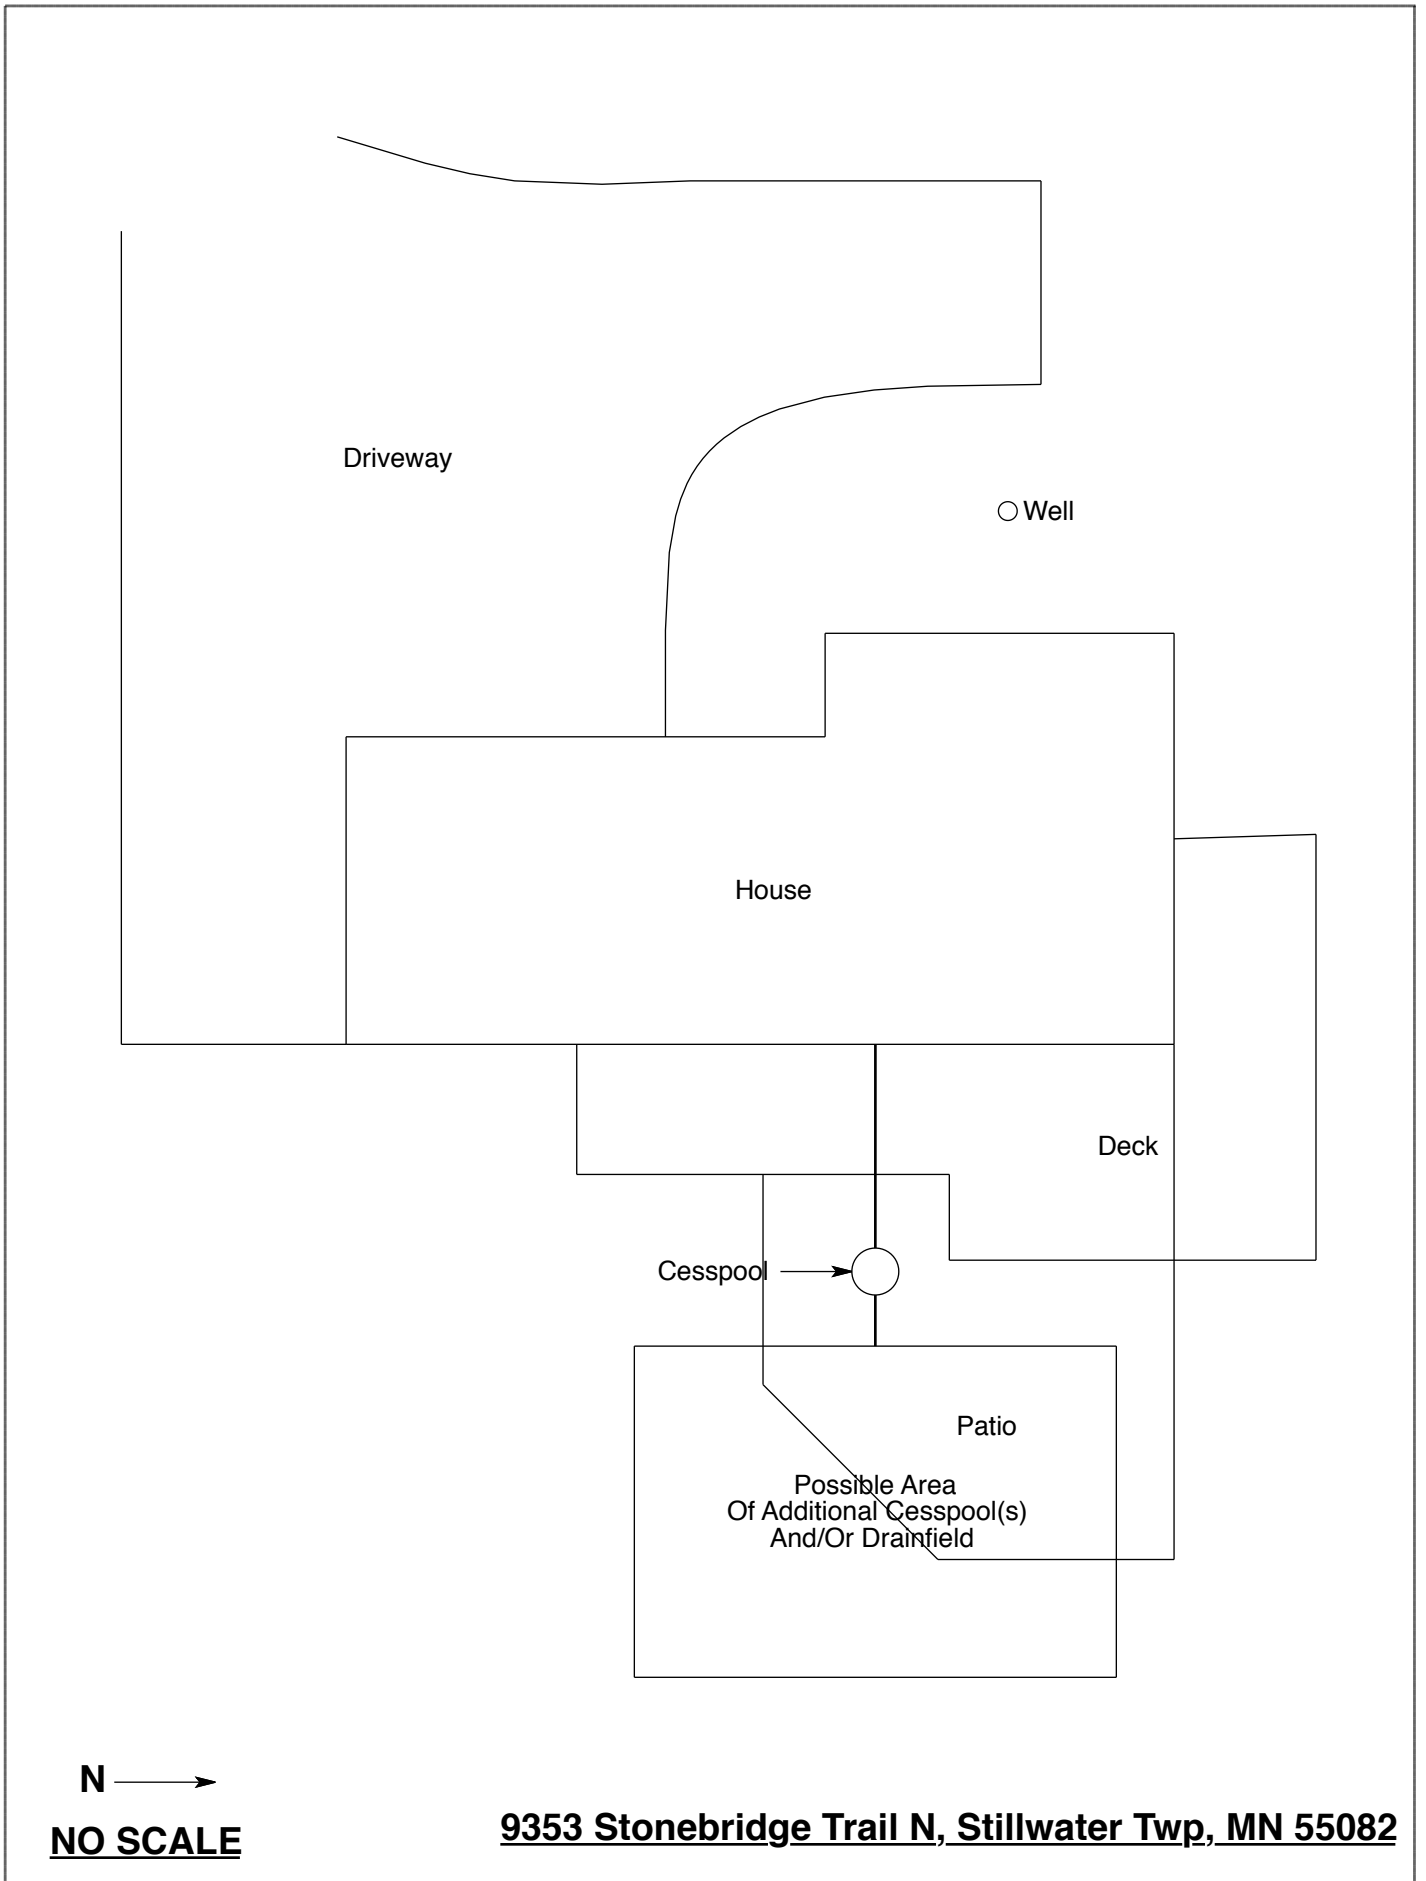 Driveway
Well
House
Deck
Cesspool
Patio
Possible Area
Of Additional Cesspool(s)
And/Or Drainfield
N
NO SCALE
9353 Stonebridge Trail N, Stillwater Twp, MN 55082